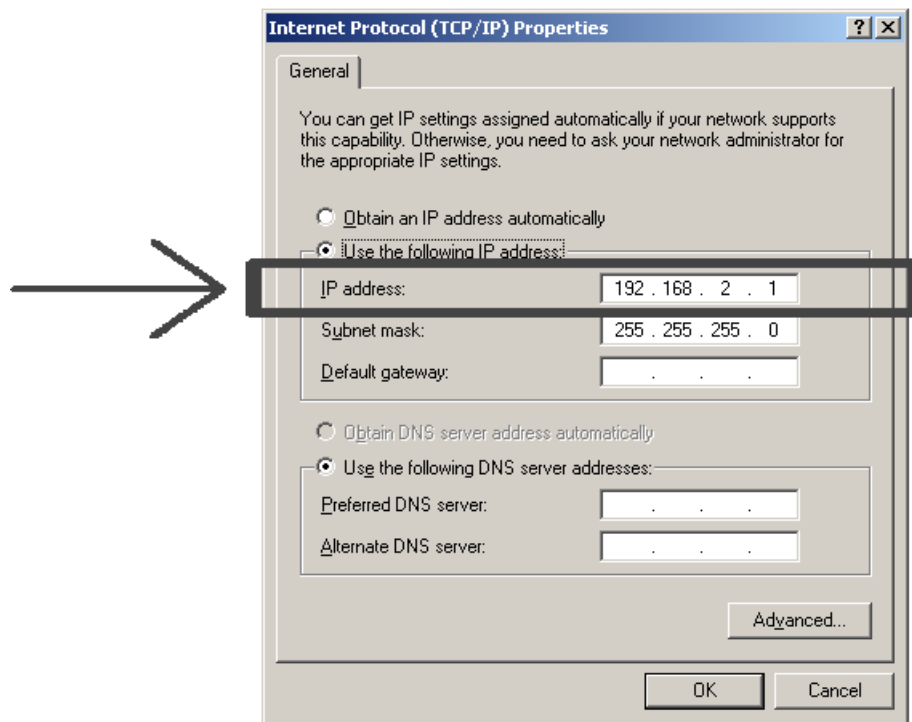 Internet Protocol (TCP/IP) Properties
General
You can get IP settings assigned automatically if your network supports
this capability. Otherwise, you need to ask your network administrator for
the appropriate IP settings.
Obtain an IP address automatically
Use the following IP address:
IP address: 192 . 168 . 2 . 1
Subnet mask: 255 . 255 . 255 . 0
Default gateway: . . .
Obtain DNS server address automatically
Use the following DNS server addresses:
Preferred DNS server: . . .
Alternate DNS server: . . .
Advanced...
OK Cancel